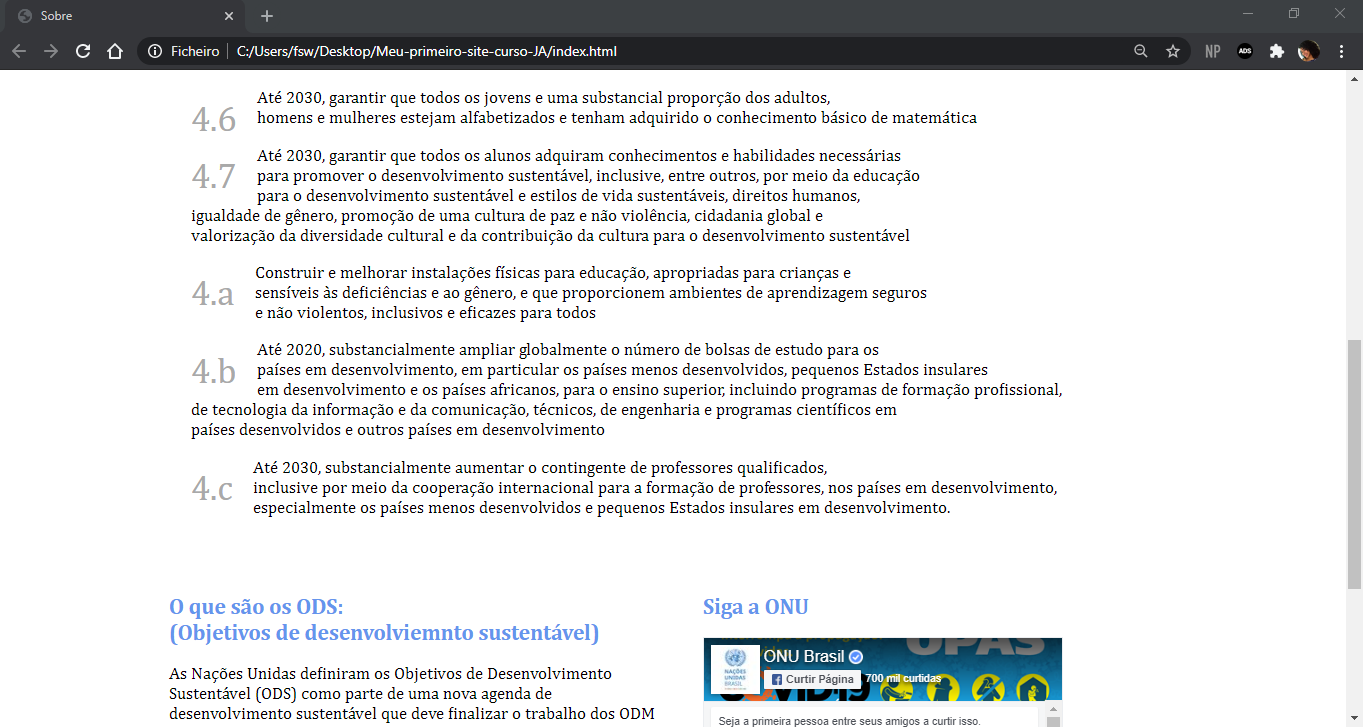 Sobre
Ficheiro
C:/Users/fsw/Desktop/Meu-primeiro-site-curso-JA/index.html
NP
ADS
4.6
Até 2030, garantir que todos os jovens e uma substancial proporção dos adultos,
homens e mulheres estejam alfabetizados e tenham adquirido o conhecimento básico de matemática
4.7
Até 2030, garantir que todos os alunos adquiram conhecimentos e habilidades necessárias
para promover o desenvolvimento sustentável, inclusive, entre outros, por meio da educação
para o desenvolvimento sustentável e estilos de vida sustentáveis, direitos humanos,
igualdade de gênero, promoção de uma cultura de paz e não violência, cidadania global e
valorização da diversidade cultural e da contribuição da cultura para o desenvolvimento sustentável
4.a
Construir e melhorar instalações físicas para educação, apropriadas para crianças e
sensíveis às deficiências e ao gênero, e que proporcionem ambientes de aprendizagem seguros
e não violentos, inclusivos e eficazes para todos
4.b
Até 2020, substancialmente ampliar globalmente o número de bolsas de estudo para os
países em desenvolvimento, em particular os países menos desenvolvidos, pequenos Estados insulares
em desenvolvimento e os países africanos, para o ensino superior, incluindo programas de formação profissional,
de tecnologia da informação e da comunicação, técnicos, de engenharia e programas científicos em
países desenvolvidos e outros países em desenvolvimento
4.c
Até 2030, substancialmente aumentar o contingente de professores qualificados,
inclusive por meio da cooperação internacional para a formação de professores, nos países em desenvolvimento,
especialmente os países menos desenvolvidos e pequenos Estados insulares em desenvolvimento.
O que são os ODS:
(Objetivos de desenvolviemnto sustentável)
As Nações Unidas definiram os Objetivos de Desenvolvimento
Sustentável (ODS) como parte de uma nova agenda de
desenvolvimento sustentável que deve finalizar o trabalho dos ODM
Siga a ONU
OPAS
NAÇÕES
UNIDAS
BRASIL
ONU Brasil
Curtir Página
700 mil curtidas
Seja a primeira pessoa entre seus amigos a curtir isso.